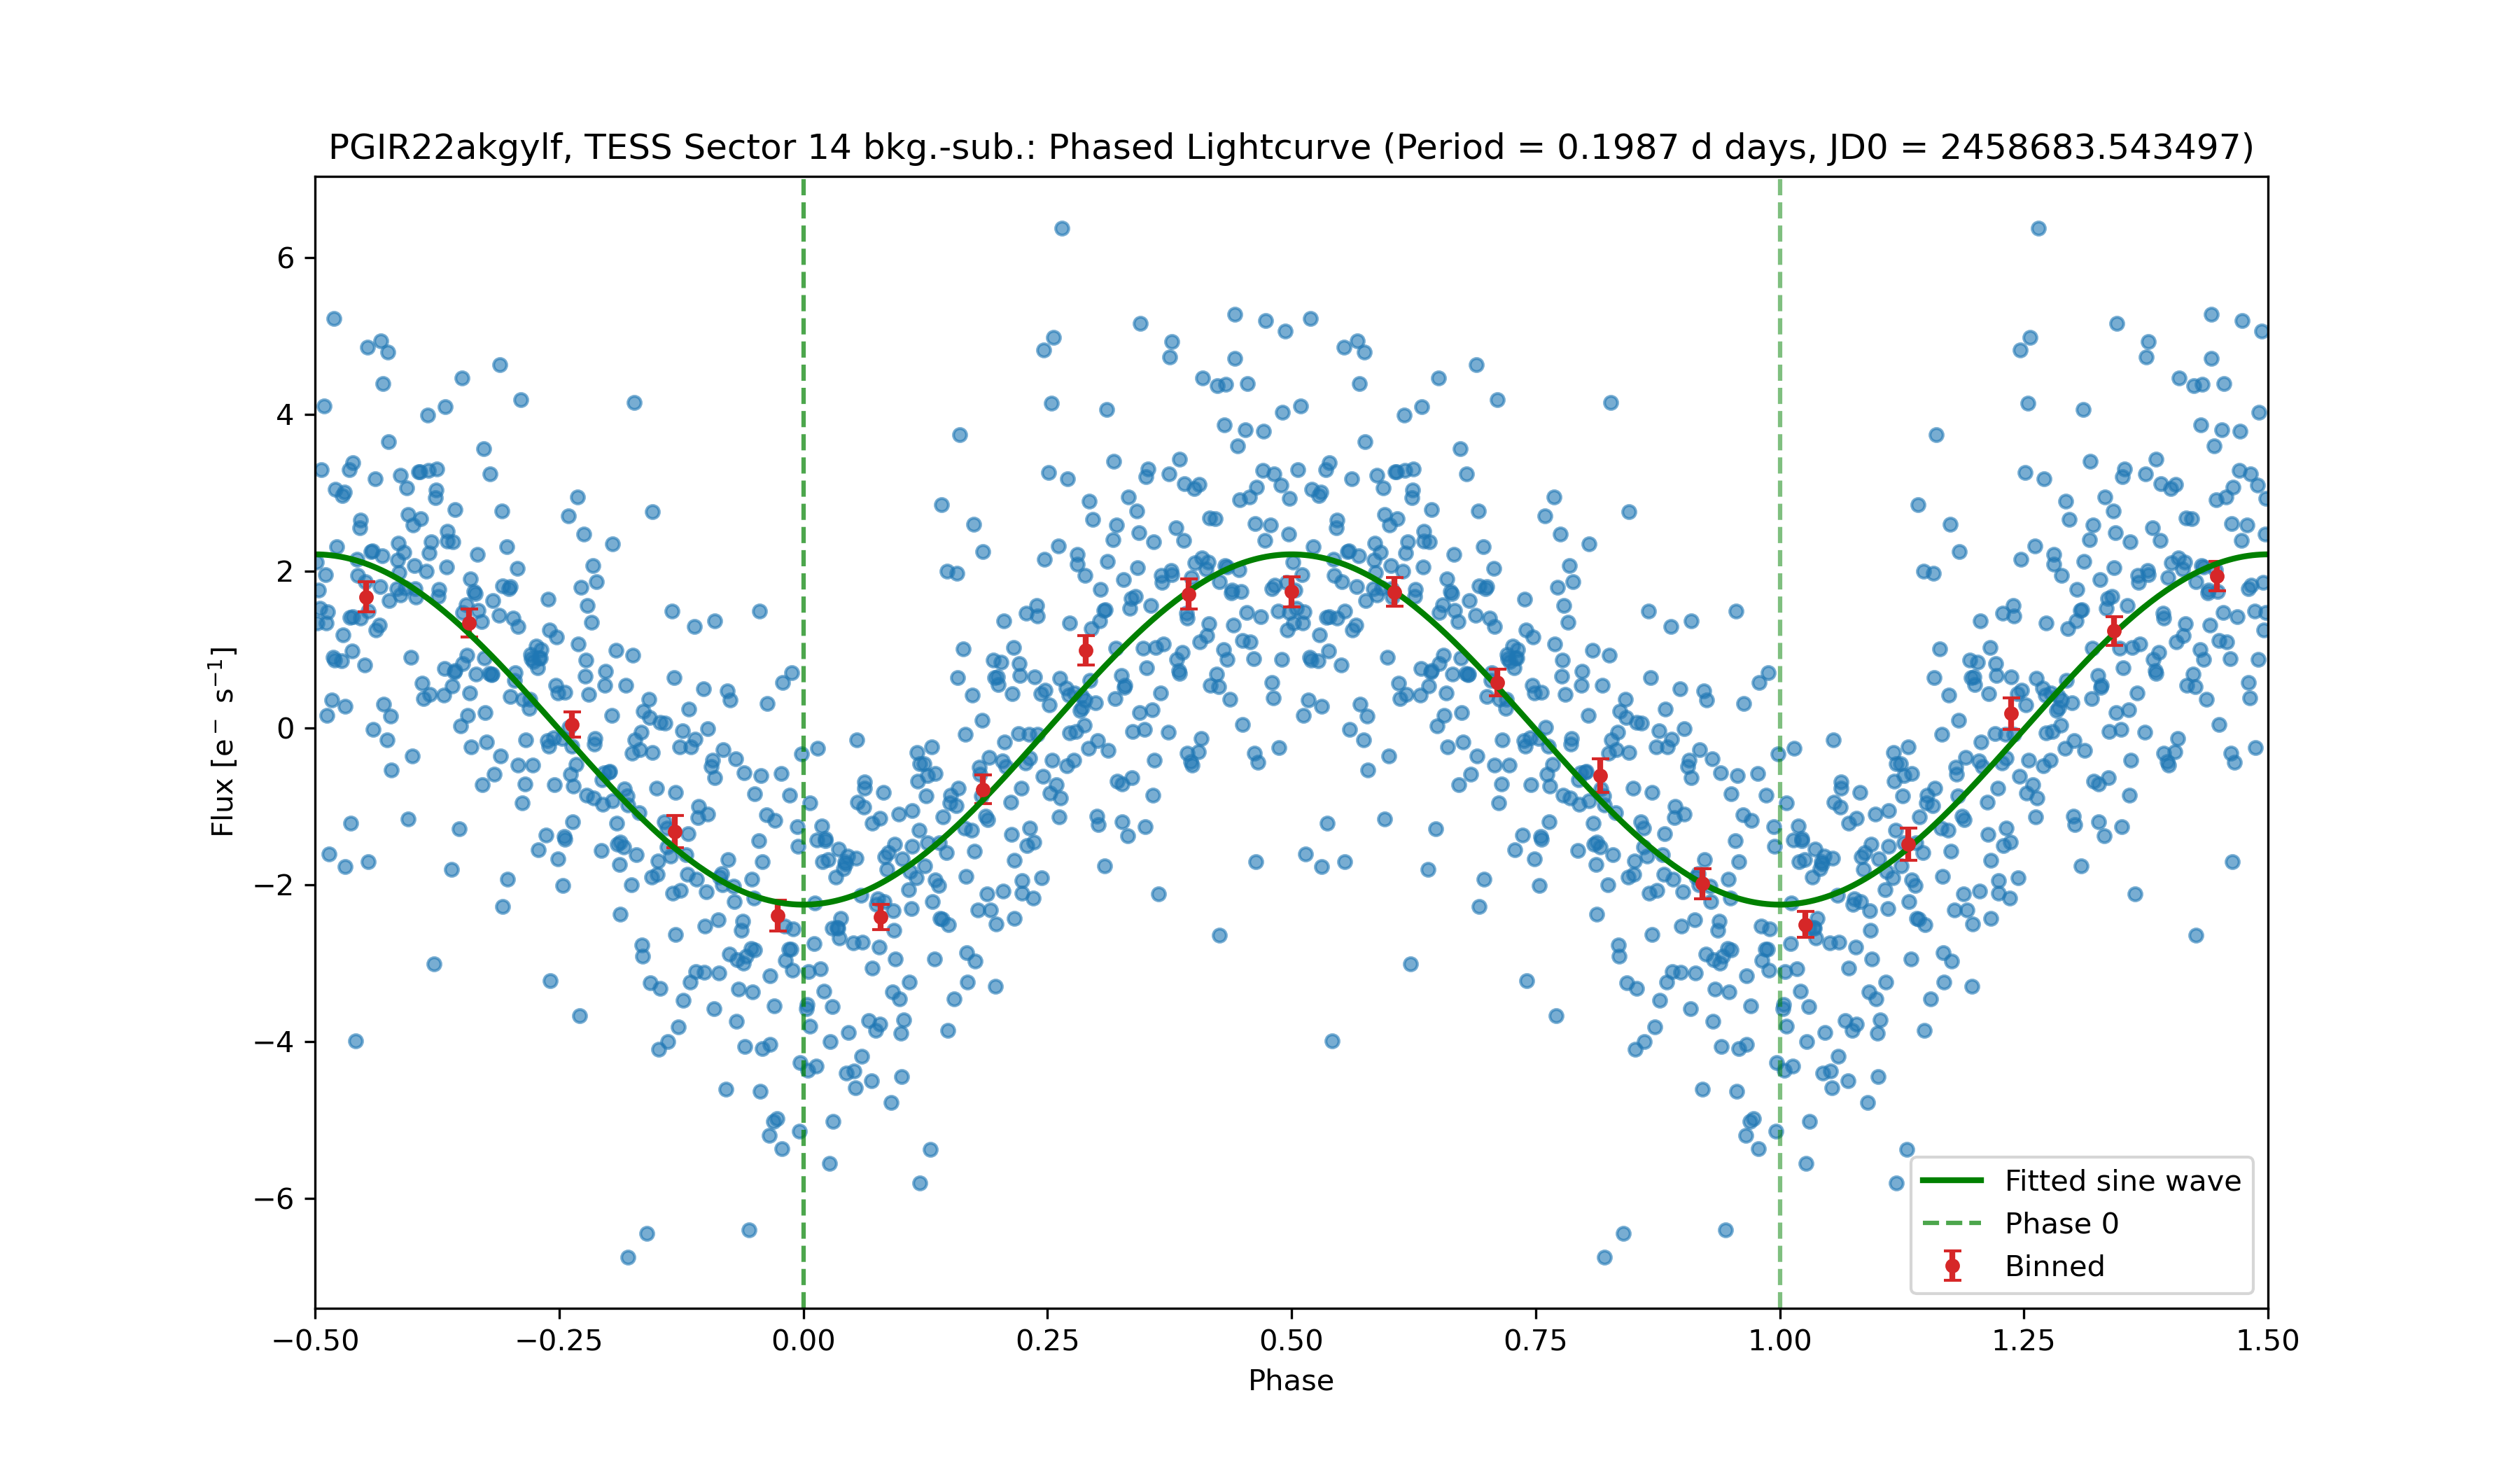 PGIR22akgylf, TESS Sector 14 bkg.-sub.: Phased Lightcurve (Period = 0.1987 d days, JD0 = 2458683.543497)
Flux [e⁻ s⁻¹]
6
4
2
0
−2
−4
−6
Fitted sine wave
Phase 0
Binned
−0.50 −0.25 0.00 0.25 0.50 0.75 1.00 1.25 1.50
Phase